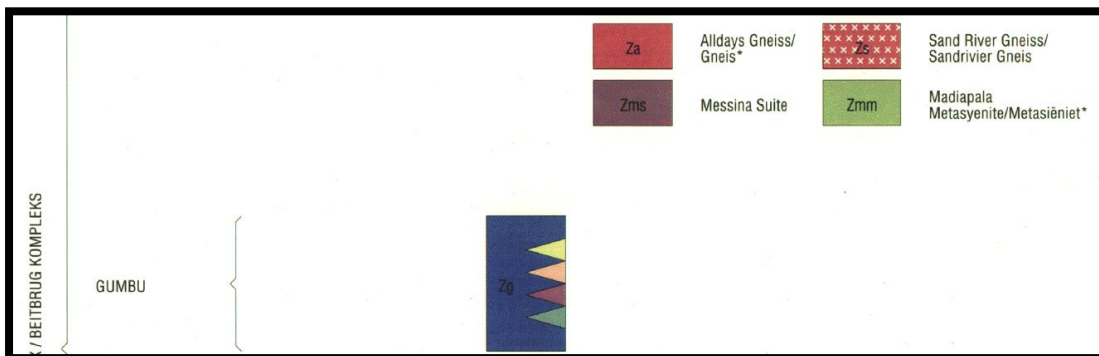 Za
Alldays Gneiss/
Gneis*
Zs
Sand River Gneiss/
Sandrivier Gneis
Zms
Messina Suite
Zmm
Madiapala
Metasyenite/Metasiëniet*
/ BEITBRUG KOMPLEKS
GUMBU
Zg